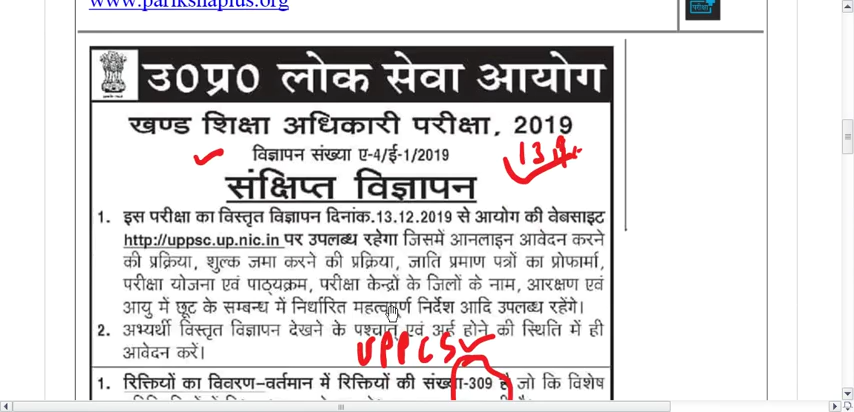 www.parikshaplus.org
परीक्षा
उ०प्र० लोक सेवा आयोग
खण्ड शिक्षा अधिकारी परीक्षा, 2019
विज्ञापन संख्या ए-4/ई-1/2019
13
संक्षिप्त विज्ञापन
1. इस परीक्षा का विस्तृत विज्ञापन दिनांक.13.12.2019 से आयोग की वेबसाइट
http://uppsc.up.nic.in पर उपलब्ध रहेगा जिसमें आनलाइन आवेदन करने
की प्रक्रिया, शुल्क जमा करने की प्रक्रिया, जाति प्रमाण पत्रों का प्रोफार्मा,
परीक्षा योजना एवं पाठ्यक्रम, परीक्षा केन्द्रों के जिलों के नाम, आरक्षण एवं
आयु में छूट के सम्बन्ध में निर्धारित महत्वपूर्ण निर्देश आदि उपलब्ध रहेंगे।
2. अभ्यर्थी विस्तृत विज्ञापन देखने के पश्चात् एवं अर्ह होने की स्थिति में ही
आवेदन करें।
UPPCS
1. रिक्तियों का विवरण-वर्तमान में रिक्तियों की संख्या-309 है जो कि विशेष